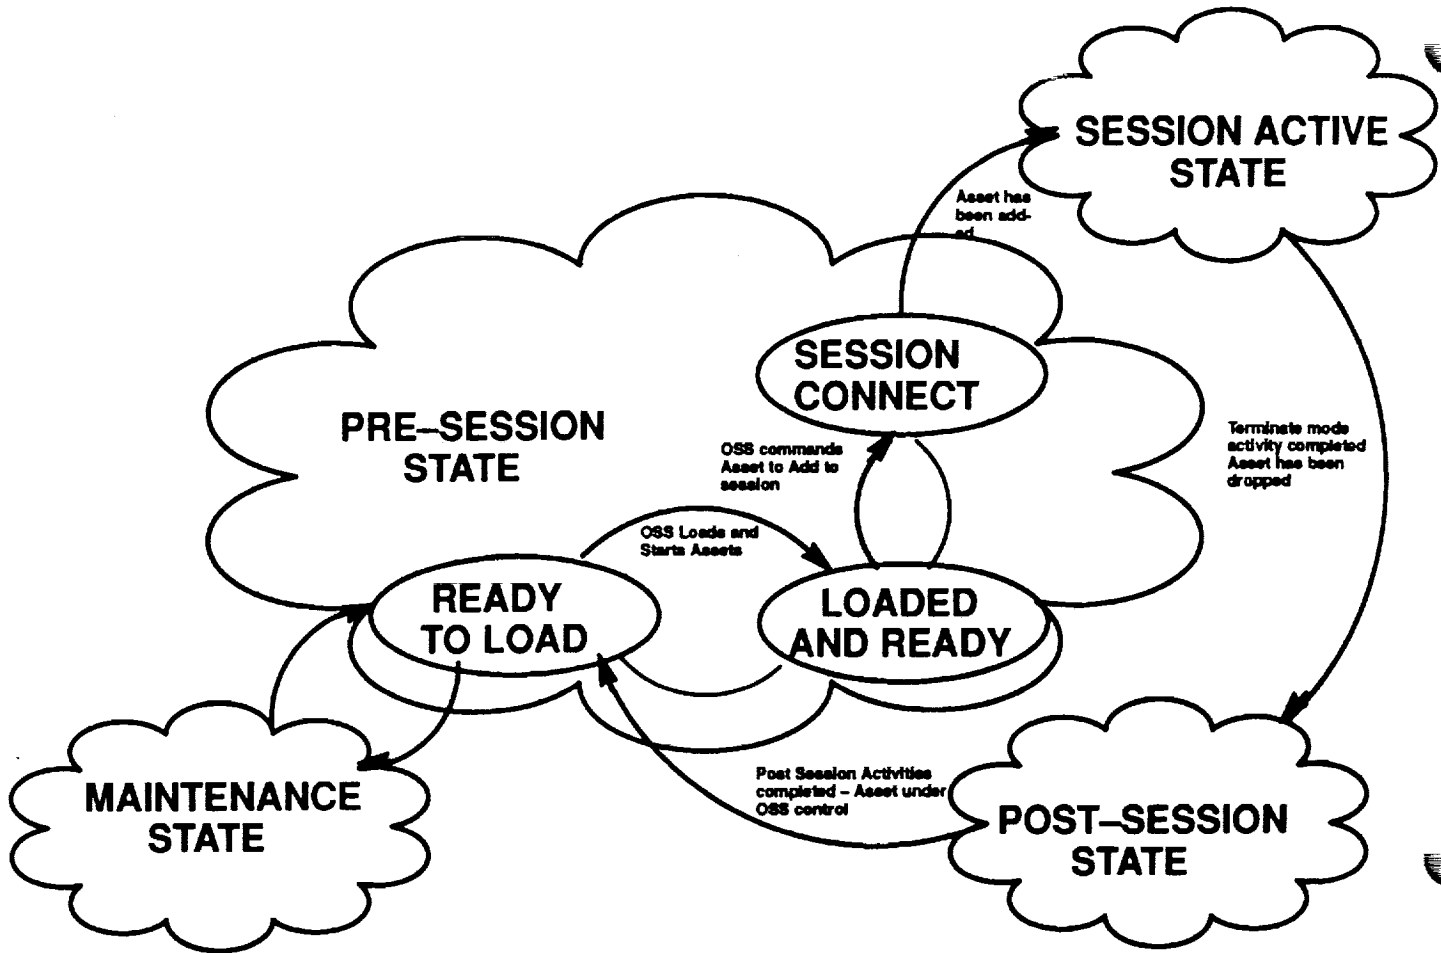 SESSION ACTIVE
STATE
Asset has
been add-
ed
SESSION
CONNECT
PRE–SESSION
STATE
OSS commands
Asset to Add to
session
Terminate mode
activity completed
Asset has been
dropped
OSS Loads and
Starts Assets
READY
TO LOAD
LOADED
AND READY
MAINTENANCE
STATE
Post Session Activities
completed – Asset under
OSS control
POST–SESSION
STATE